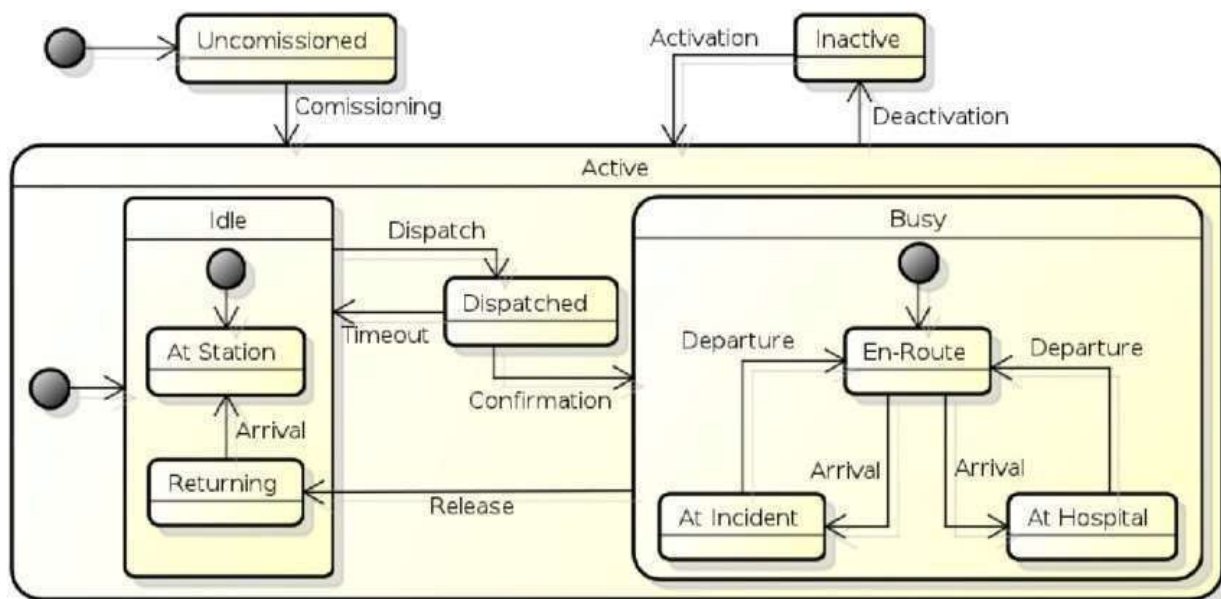 Uncomissioned
Activation
Inactive
Comissioning
Deactivation
Active
Idle
Dispatch
Busy
Dispatched
Timeout
At Station
Departure
En-Route
Departure
Confirmation
Arrival
Returning
Arrival
Arrival
Release
At Incident
At Hospital